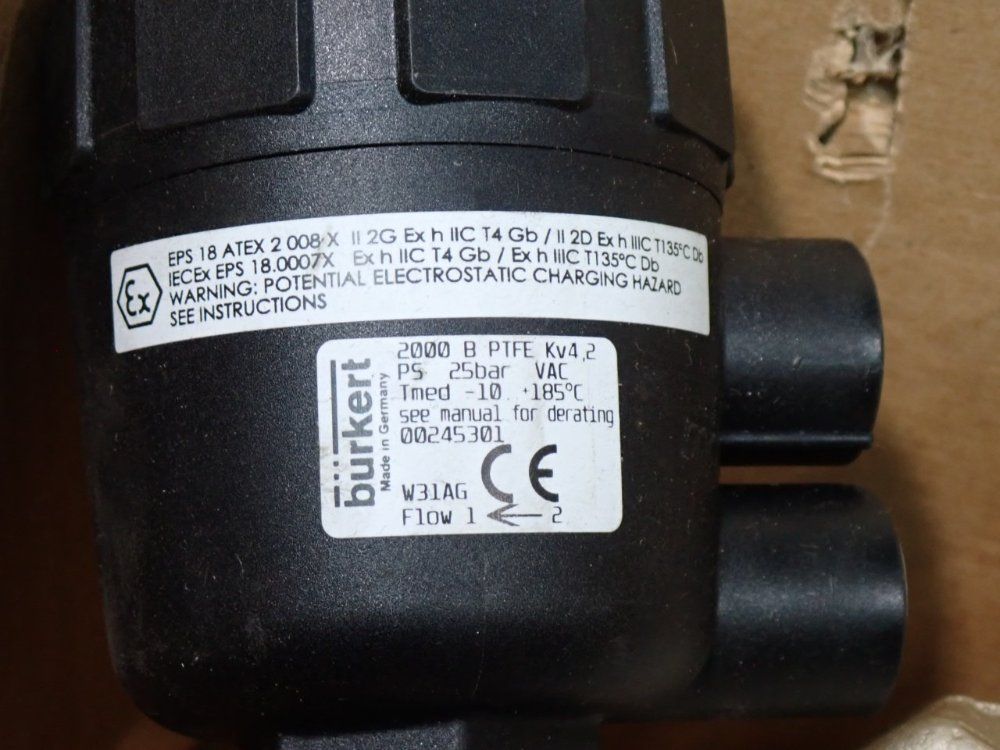 EPS 18 ATEX 2 008 X II 2G Ex h IIC T4 Gb / II 2D Ex h IIIC T135°C Db
IECEx EPS 18.0007X Ex h IIC T4 Gb / Ex h IIIC T135°C Db
WARNING: POTENTIAL ELECTROSTATIC CHARGING HAZARD
SEE INSTRUCTIONS
Ex
bürkert
Made in Germany
2000 B PTFE Kv4,2
PS 25bar VAC
Tmed -10..+185°C
see manual for derating
00245301
W31AG CE
Flow 1 ← 2